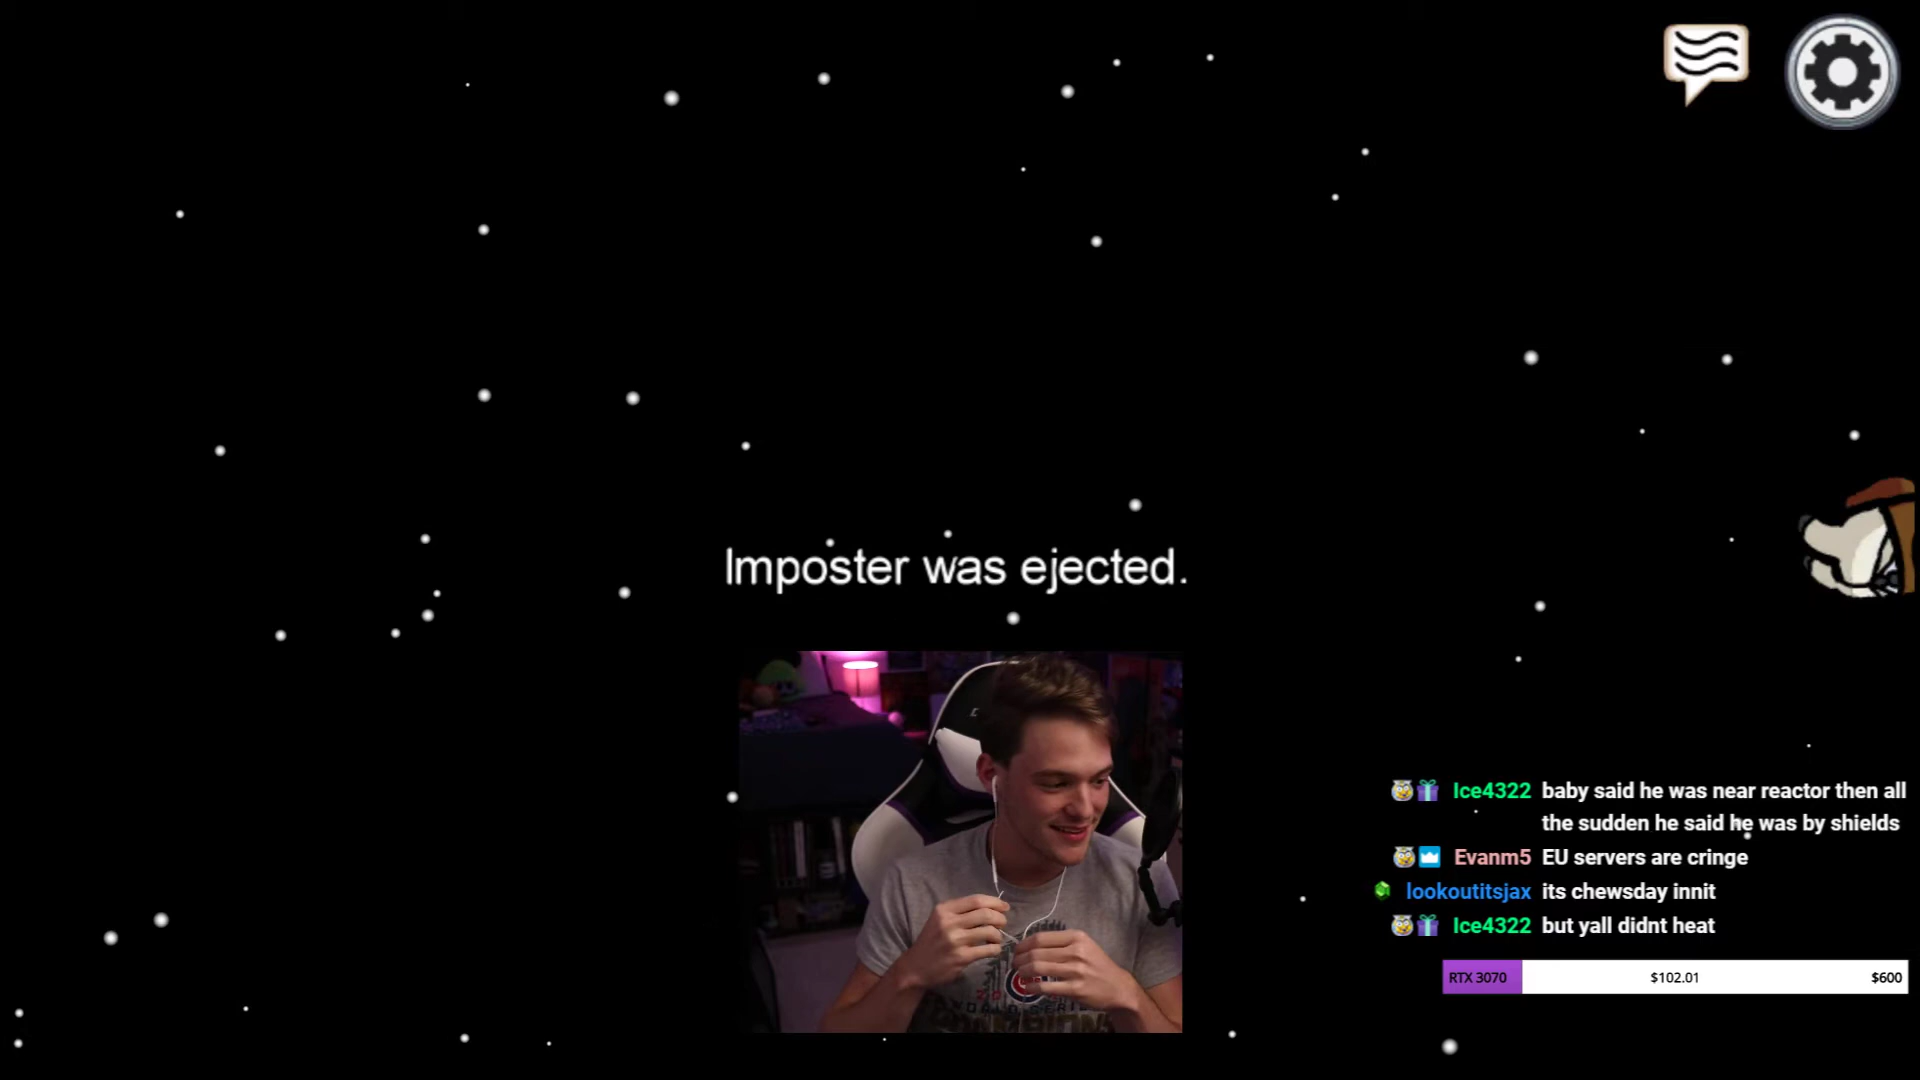 Imposter was ejected.
Ice4322 baby said he was near reactor then all
the sudden he said he was by shields
Evanm5 EU servers are cringe
lookoutitsjax its chewsday innit
Ice4322 but yall didnt heat
RTX 3070 $102.01 $600
WORLD SERIES